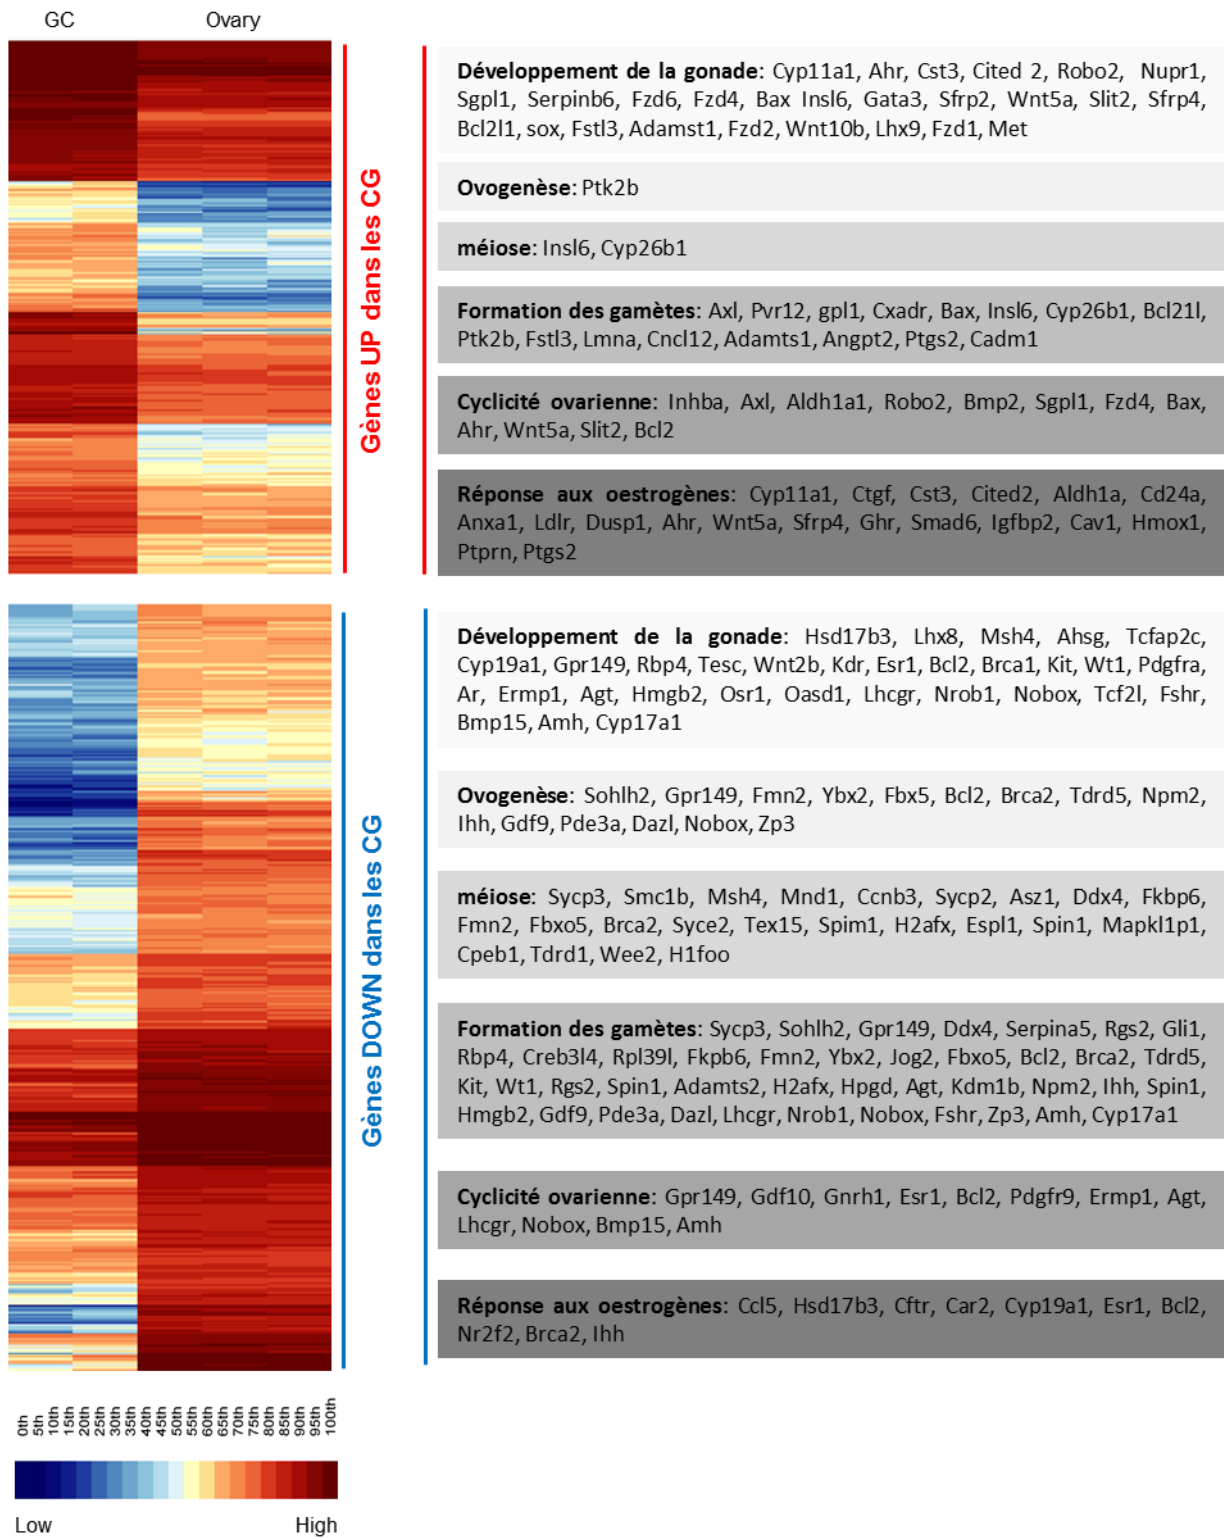 GC Ovary
Gènes UP dans les CG
Développement de la gonade: Cyp11a1, Ahr, Cst3, Cited 2, Robo2, Nupr1,
Sgpl1, Serpinb6, Fzd6, Fzd4, Bax Insl6, Gata3, Sfrp2, Wnt5a, Slit2, Sfrp4,
Bcl2l1, sox, Fstl3, Adamst1, Fzd2, Wnt10b, Lhx9, Fzd1, Met
Ovogenèse: Ptk2b
méiose: Insl6, Cyp26b1
Formation des gamètes: Axl, Pvr12, gpl1, Cxadr, Bax, Insl6, Cyp26b1, Bcl21l,
Ptk2b, Fstl3, Lmna, Cncl12, Adamts1, Angpt2, Ptgs2, Cadm1
Cyclicité ovarienne: Inhba, Axl, Aldh1a1, Robo2, Bmp2, Sgpl1, Fzd4, Bax,
Ahr, Wnt5a, Slit2, Bcl2
Réponse aux oestrogènes: Cyp11a1, Ctgf, Cst3, Cited2, Aldh1a, Cd24a,
Anxa1, Ldlr, Dusp1, Ahr, Wnt5a, Sfrp4, Ghr, Smad6, Igfbp2, Cav1, Hmox1,
Ptprn, Ptgs2
Gènes DOWN dans les CG
Développement de la gonade: Hsd17b3, Lhx8, Msh4, Ahsg, Tcfap2c,
Cyp19a1, Gpr149, Rbp4, Tesc, Wnt2b, Kdr, Esr1, Bcl2, Brca1, Kit, Wt1, Pdgfra,
Ar, Ermp1, Agt, Hmgb2, Osr1, Oasd1, Lhcgr, Nrob1, Nobox, Tcf2l, Fshr,
Bmp15, Amh, Cyp17a1
Ovogenèse: Sohlh2, Gpr149, Fmn2, Ybx2, Fbx5, Bcl2, Brca2, Tdrd5, Npm2,
Ihh, Gdf9, Pde3a, Dazl, Nobox, Zp3
méiose: Sycp3, Smc1b, Msh4, Mnd1, Ccnb3, Sycp2, Asz1, Ddx4, Fkbp6,
Fmn2, Fbxo5, Brca2, Syce2, Tex15, Spim1, H2afx, Espl1, Spin1, Mapkl1p1,
Cpeb1, Tdrd1, Wee2, H1foo
Formation des gamètes: Sycp3, Sohlh2, Gpr149, Ddx4, Serpina5, Rgs2, Gli1,
Rbp4, Creb3l4, Rpl39l, Fkpb6, Fmn2, Ybx2, Jog2, Fbxo5, Bcl2, Brca2, Tdrd5,
Kit, Wt1, Rgs2, Spin1, Adamts2, H2afx, Hpgd, Agt, Kdm1b, Npm2, Ihh, Spin1,
Hmgb2, Gdf9, Pde3a, Dazl, Lhcgr, Nrob1, Nobox, Fshr, Zp3, Amh, Cyp17a1
Cyclicité ovarienne: Gpr149, Gdf10, Gnrh1, Esr1, Bcl2, Pdgfr9, Ermp1, Agt,
Lhcgr, Nobox, Bmp15, Amh
Réponse aux oestrogènes: Ccl5, Hsd17b3, Cftr, Car2, Cyp19a1, Esr1, Bcl2,
Nr2f2, Brca2, Ihh
0th 5th 10th 15th 20th 25th 30th 35th 40th 45th 50th 55th 60th 65th 70th 75th 80th 85th 90th 95th 100th
Low High